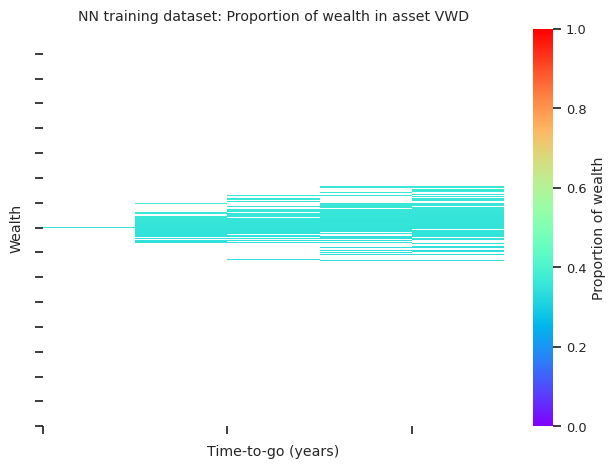 NN training dataset: Proportion of wealth in asset VWD
1.0
0.8
0.6
0.4
0.2
0.0
Proportion of wealth
Wealth
Time-to-go (years)